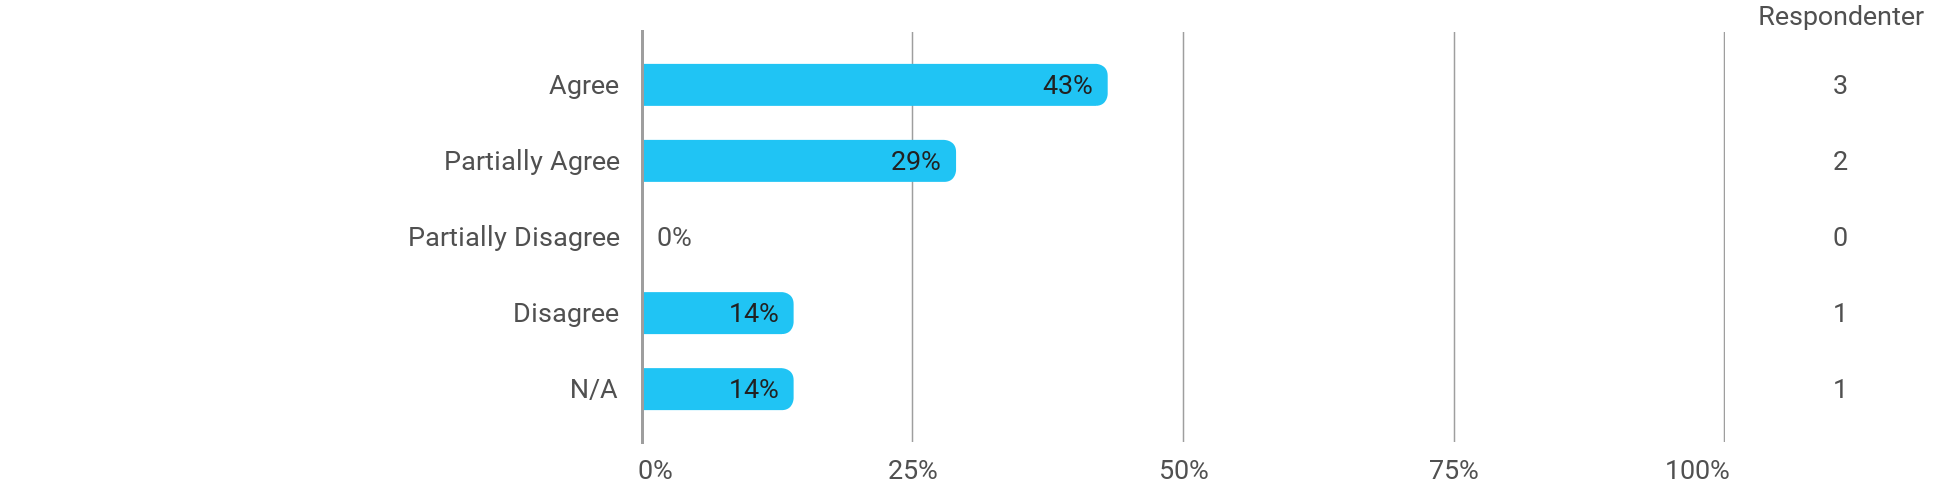 Respondenter
Agree 43% 3
Partially Agree 29% 2
Partially Disagree 0% 0
Disagree 14% 1
N/A 14% 1
0% 25% 50% 75% 100%